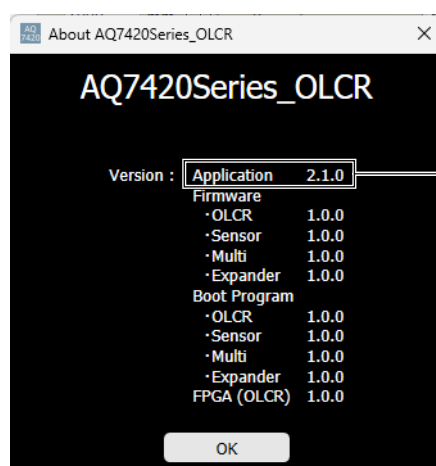 AQ
7420 About AQ7420Series_OLCR
AQ7420Series_OLCR
Version : Application 2.1.0
Firmware
・OLCR 1.0.0
・Sensor 1.0.0
・Multi 1.0.0
・Expander 1.0.0
Boot Program
・OLCR 1.0.0
・Sensor 1.0.0
・Multi 1.0.0
・Expander 1.0.0
FPGA (OLCR) 1.0.0
OK